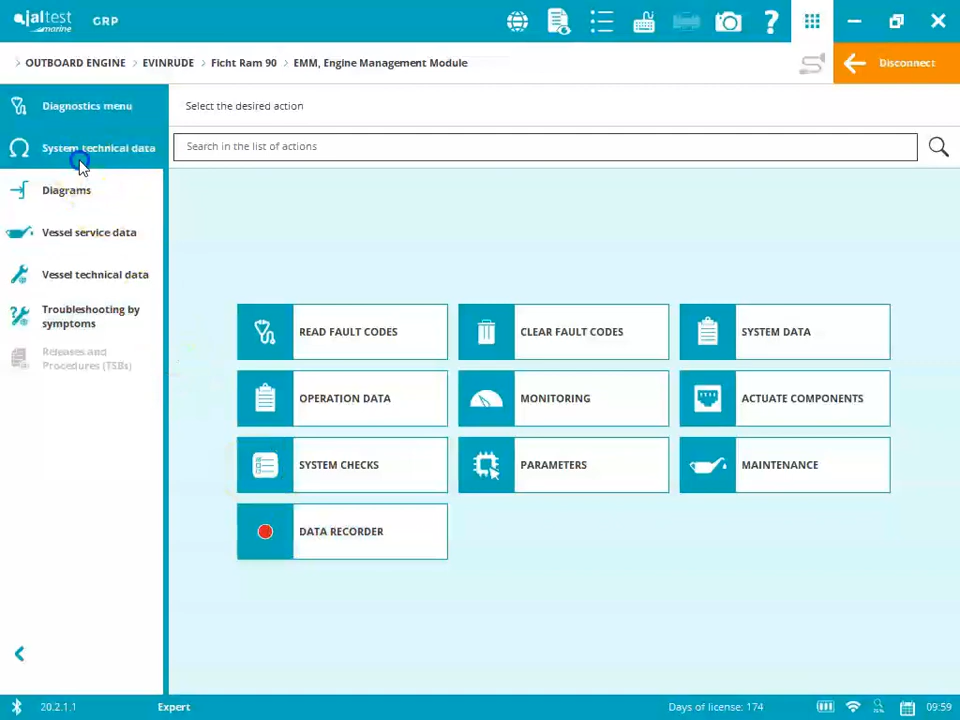 jaltest
marine
GRP
OUTBOARD ENGINE
EVINRUDE
Ficht Ram 90
EMM, Engine Management Module
Disconnect
Diagnostics menu
System technical data
Diagrams
Vessel service data
Vessel technical data
Troubleshooting by
symptoms
Releases and
Procedures (TSBs)
Select the desired action
Search in the list of actions
READ FAULT CODES
CLEAR FAULT CODES
SYSTEM DATA
OPERATION DATA
MONITORING
ACTUATE COMPONENTS
SYSTEM CHECKS
PARAMETERS
MAINTENANCE
DATA RECORDER
20.2.1.1
Expert
Days of license: 174
09:59